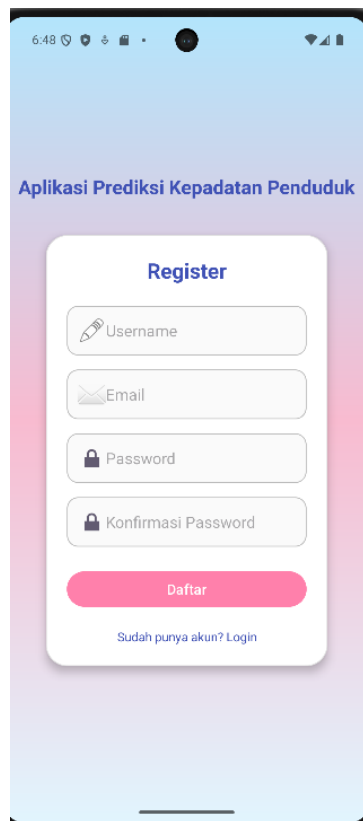 6:48
Aplikasi Prediksi Kepadatan Penduduk
Register
Username
Email
Password
Konfirmasi Password
Daftar
Sudah punya akun? Login